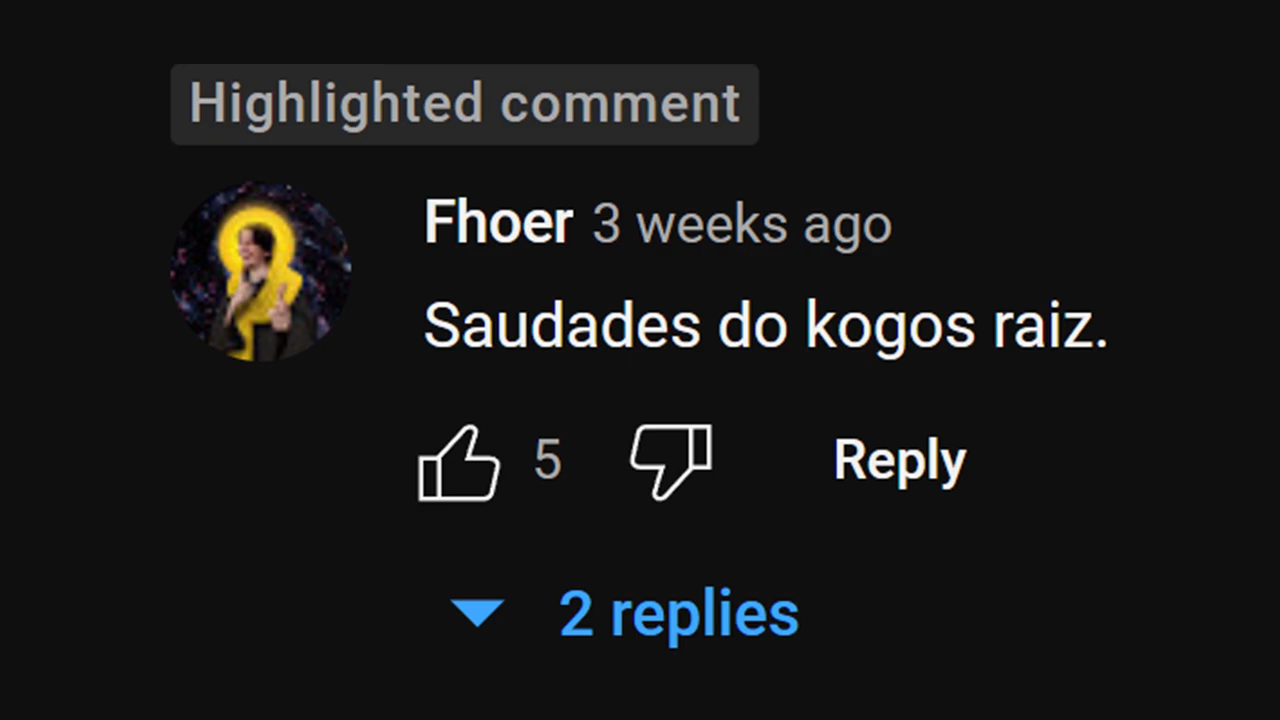 Highlighted comment
Fhoer 3 weeks ago
Saudades do kogos raiz.
5 Reply
2 replies